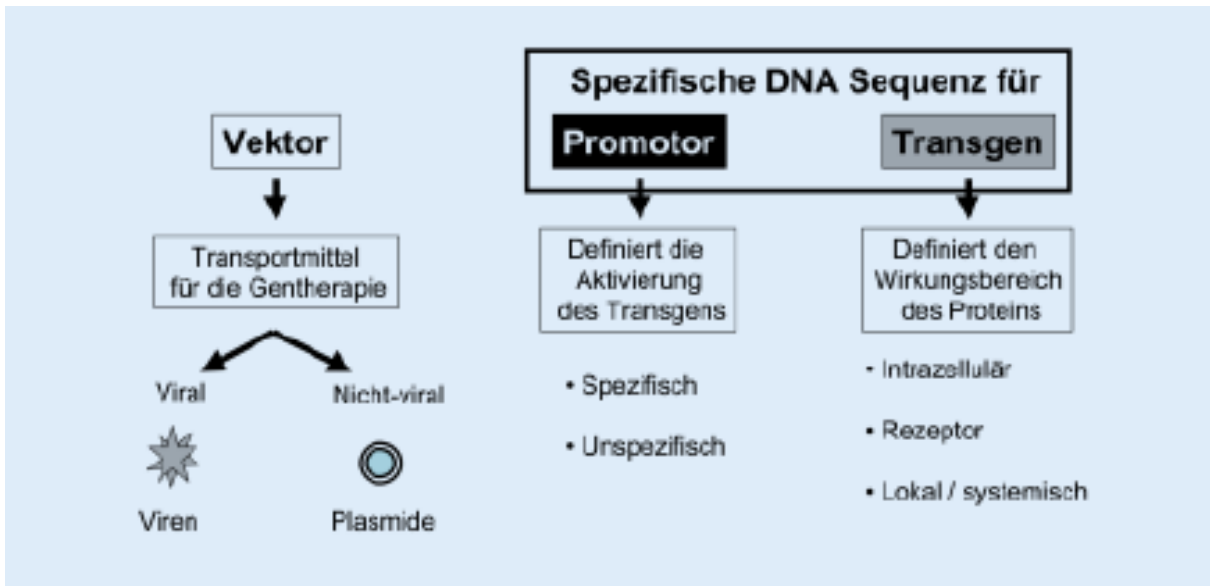 Spezifische DNA Sequenz für
Vektor
Promotor
Transgen
Transportmittel
für die Gentherapie
Definiert die
Aktivierung
des Transgens
Definiert den
Wirkungsbereich
des Proteins
Viral
Nicht-viral
• Spezifisch
• Unspezifisch
- Intrazellulär
• Rezeptor
• Lokal / systemisch
Viren
Plasmide